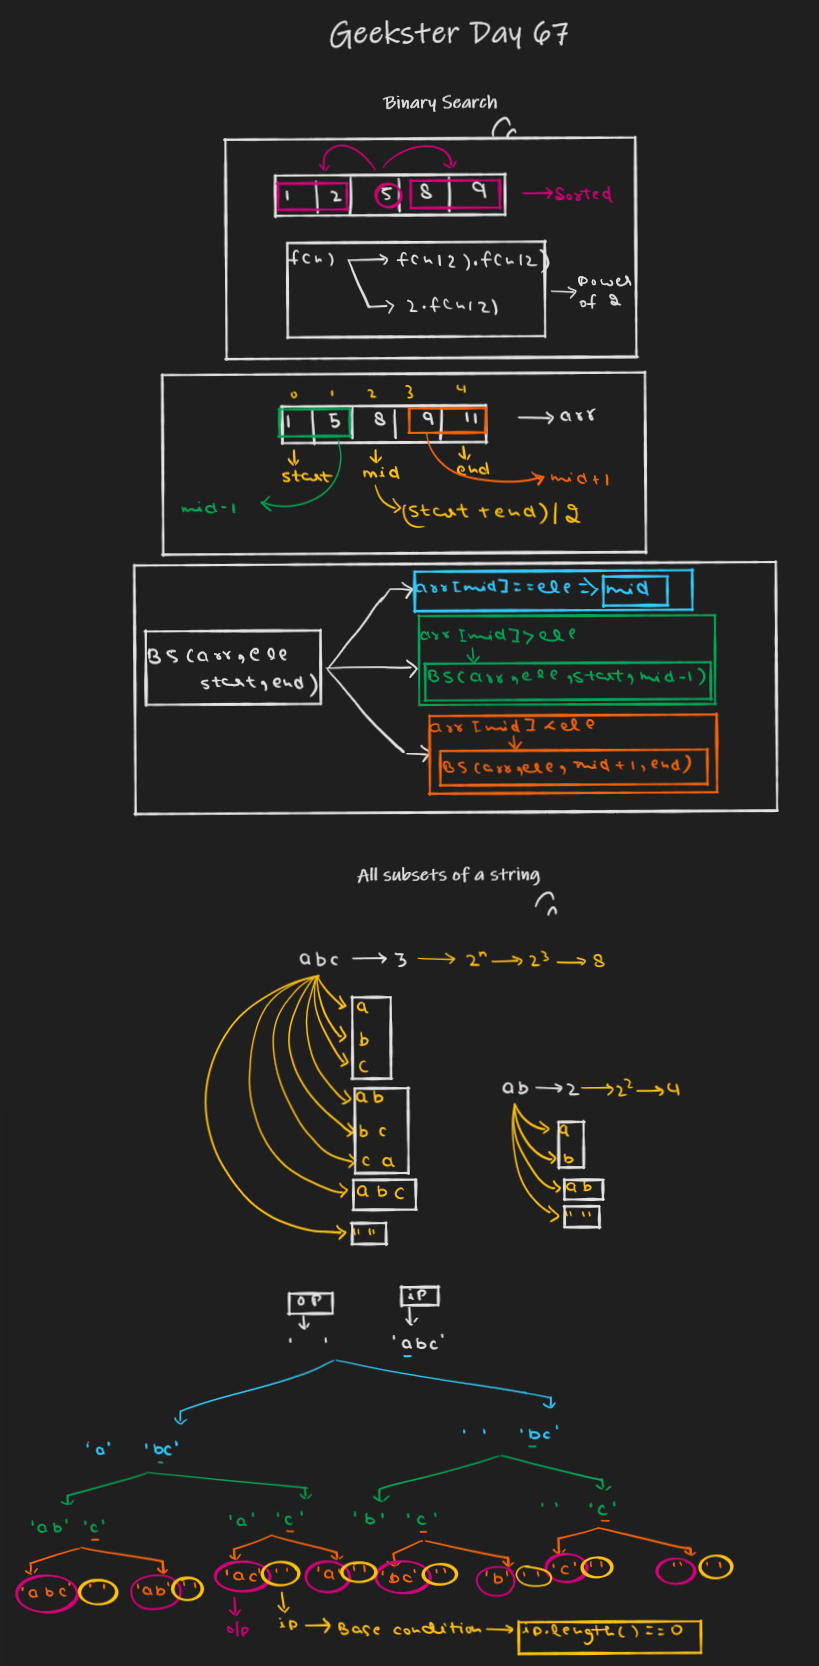 Geekster Day 67
Binary Search
1 2 5 8 9 → Sorted
f(n) → f(n/2).f(n/2)
→ 2.f(n/2)
→ Power of 2
0 1 2 3 4
1 5 8 9 11 → arr
start mid end
mid+1
mid-1
(start + end)/2
BS(arr, ele
start, end)
arr[mid]==ele => mid
arr[mid]>ele
BS(arr, ele, start, mid-1)
arr[mid]<ele
BS(arr, ele, mid+1, end)
All subsets of a string
abc → 3 → 2ⁿ → 2³ → 8
a
b
c
ab
bc
ca
abc
" "
ab → 2 → 2² → 4
a
b
ab
" "
OP iP
' ' 'abc'
'a' 'bc' ' ' 'bc'
'ab' 'c' 'a' 'c' 'b' 'c' ' ' 'c'
'abc' ' ' 'ab' '' 'ac' '' 'a' '' 'bc' '' 'b' '' 'c' '' '' ''
o/p
ip → Base condition → ip.length() == 0